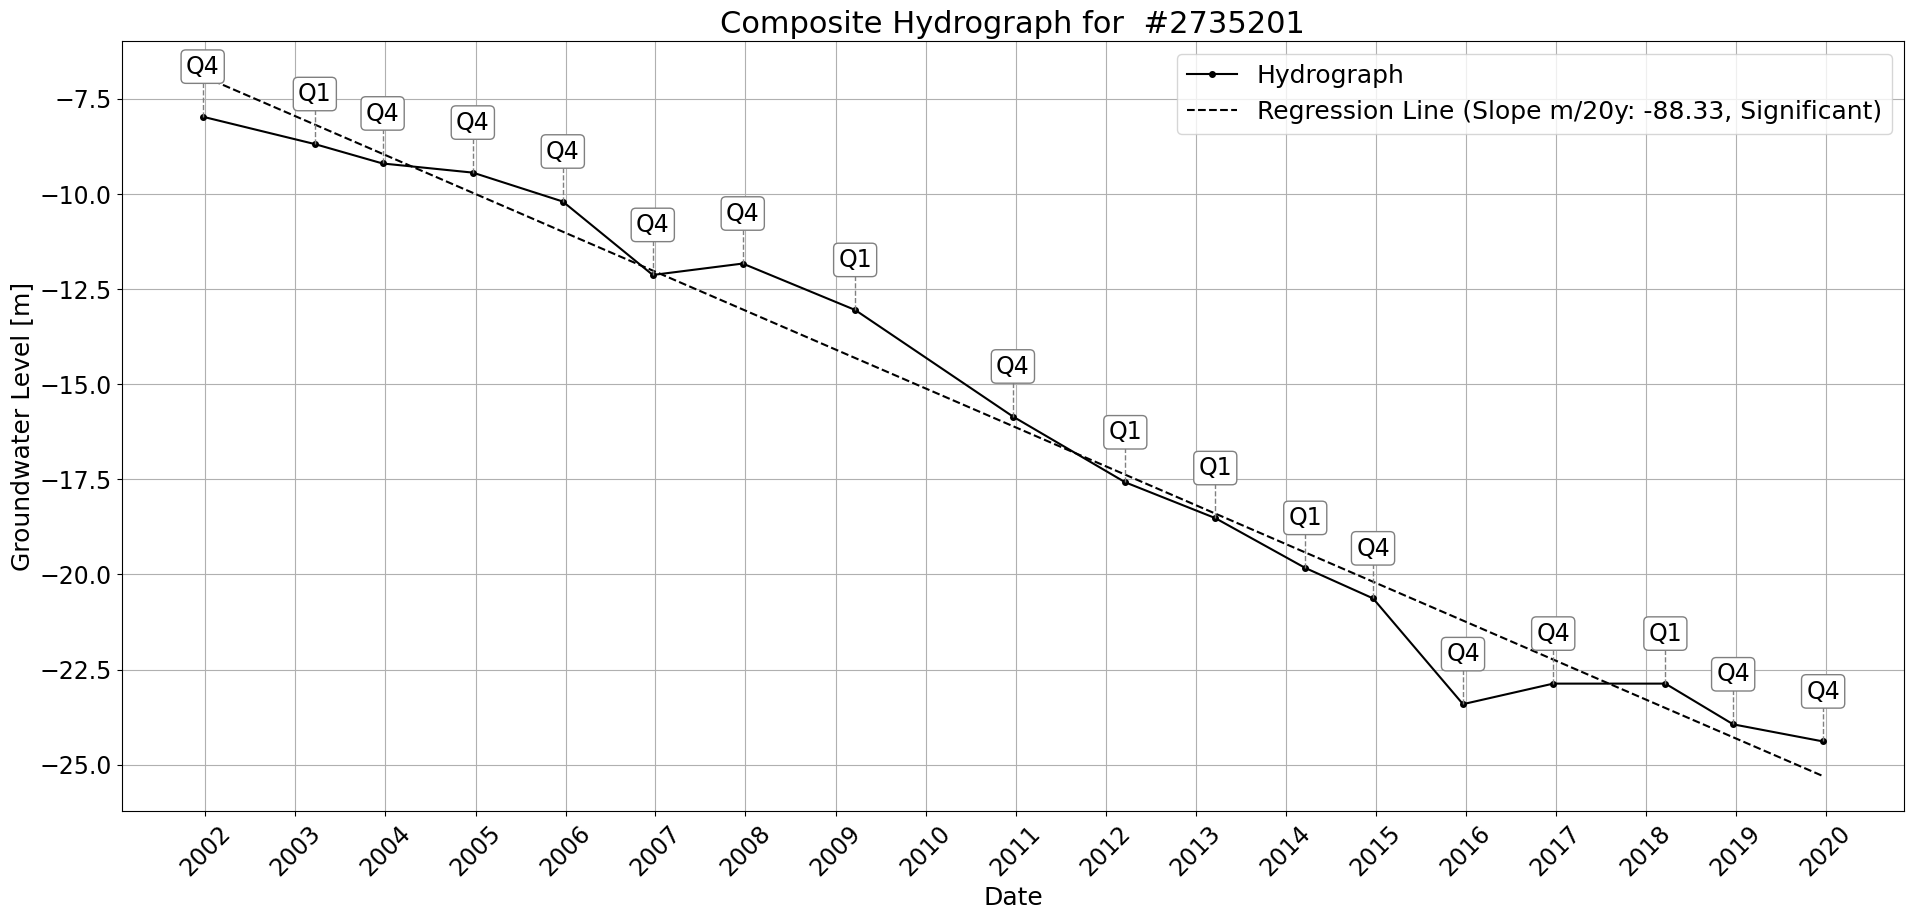 Composite Hydrograph for  #2735201
Hydrograph
Regression Line (Slope m/20y: -88.33, Significant)
Groundwater Level [m]
−7.5
−10.0
−12.5
−15.0
−17.5
−20.0
−22.5
−25.0
Q4
Q1
Q4
Q4
Q4
Q4
Q4
Q1
Q4
Q1
Q1
Q1
Q4
Q4
Q4
Q1
Q4
Q4
2002
2003
2004
2005
2006
2007
2008
2009
2010
2011
2012
2013
2014
2015
2016
2017
2018
2019
2020
Date